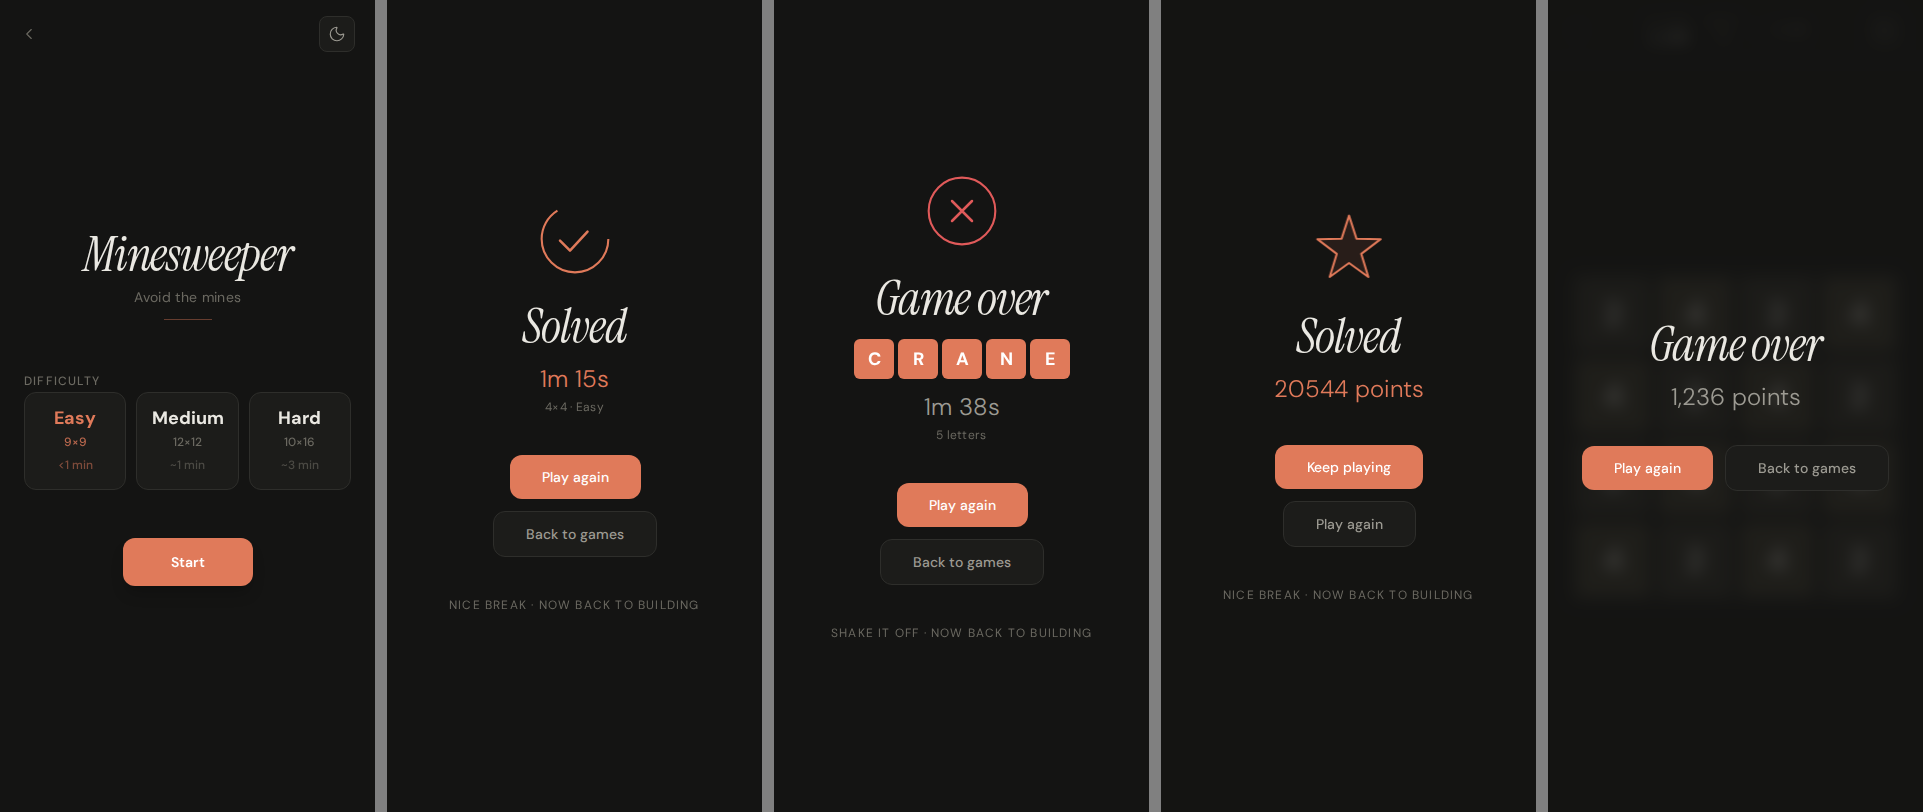 Minesweeper
Avoid the mines
DIFFICULTY
Easy
9×9
<1 min
Medium
12×12
~1 min
Hard
10×16
~3 min
Start
Solved
1m 15s
4×4 · Easy
Play again
Back to games
NICE BREAK · NOW BACK TO BUILDING
Game over
C R A N E
1m 38s
5 letters
Play again
Back to games
SHAKE IT OFF · NOW BACK TO BUILDING
Solved
20544 points
Keep playing
Play again
NICE BREAK · NOW BACK TO BUILDING
Game over
1,236 points
Play again
Back to games